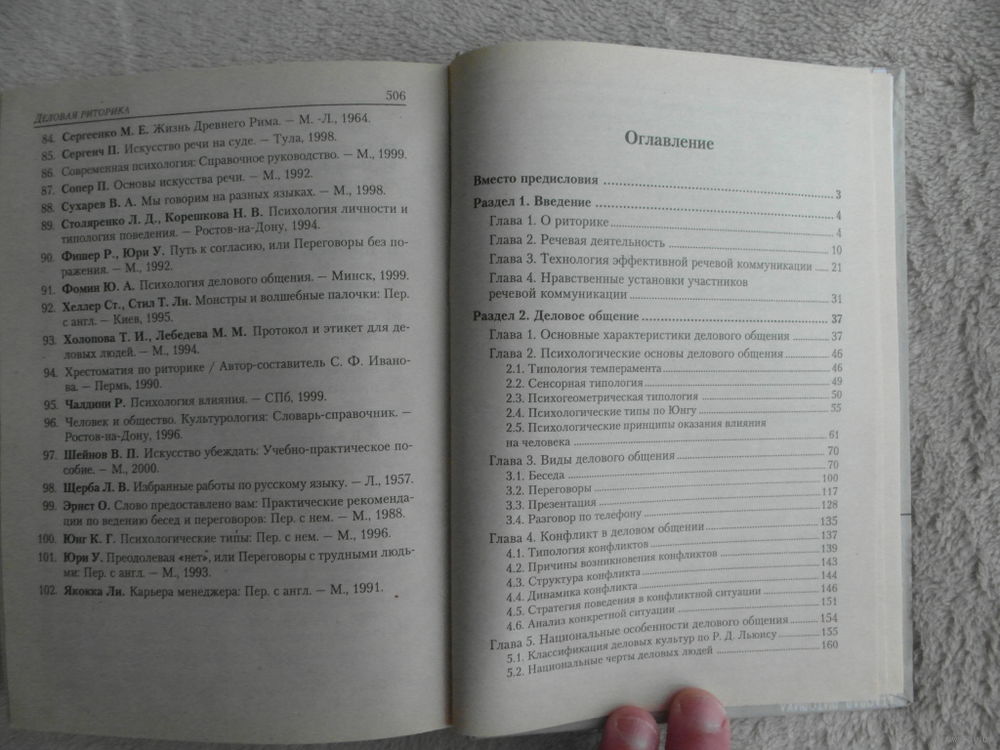 506
ДЕЛОВАЯ РИТОРИКА
84. Сергеенко М. Е. Жизнь Древнего Рима. — М. -Л., 1964.
85. Сергеич П. Искусство речи на суде. — Тула, 1998.
86. Современная психология: Справочное руководство. — М., 1999.
87. Сопер П. Основы искусства речи. — М., 1992.
88. Сухарев В. А. Мы говорим на разных языках. — М., 1998.
89. Столяренко Л. Д., Корешкова Н. В. Психология личности и
типология поведения. — Ростов-на-Дону, 1994.
90. Фишер Р., Юри У. Путь к согласию, или Переговоры без по-
ражения. — М., 1992.
91. Фомин Ю. А. Психология делового общения. — Минск, 1999.
92. Хеллер Ст., Стил Т. Ли. Монстры и волшебные палочки: Пер.
с англ. — Киев, 1995.
93. Холопова Т. И., Лебедева М. М. Протокол и этикет для де-
ловых людей. — М., 1994.
94. Хрестоматия по риторике / Автор-составитель С. Ф. Ивано-
ва. — Пермь, 1990.
95. Чалдини Р. Психология влияния. — СПб, 1999.
96. Человек и общество. Культурология: Словарь-справочник. —
Ростов-на-Дону, 1996.
97. Шейнов В. П. Искусство убеждать: Учебно-практическое по-
собие. — М., 2000.
98. Щерба Л. В. Избранные работы по русскому языку. — Л., 1957.
99. Эрнст О. Слово предоставлено вам: Практические рекоменда-
ции по ведению бесед и переговоров: Пер. с нем. — М., 1988.
100. Юнг К. Г. Психологические типы: Пер. с нем. — М., 1996.
101. Юри У. Преодолевая «нет», или Переговоры с трудными людь-
ми: Пер. с англ. — М., 1993.
102. Якокка Ли. Карьера менеджера: Пер. с англ. — М., 1991.
Оглавление
Вместо предисловия ..... 3
Раздел 1. Введение ..... 4
Глава 1. О риторике ..... 4
Глава 2. Речевая деятельность ..... 10
Глава 3. Технология эффективной речевой коммуникации ..... 21
Глава 4. Нравственные установки участников
речевой коммуникации ..... 31
Раздел 2. Деловое общение ..... 37
Глава 1. Основные характеристики делового общения ..... 37
Глава 2. Психологические основы делового общения ..... 46
2.1. Типология темперамента ..... 46
2.2. Сенсорная типология ..... 49
2.3. Психогеометрическая типология ..... 50
2.4. Психологические типы по Юнгу ..... 55
2.5. Психологические принципы оказания влияния
на человека ..... 61
Глава 3. Виды делового общения ..... 70
3.1. Беседа ..... 70
3.2. Переговоры ..... 100
3.3. Презентация ..... 117
3.4. Разговор по телефону ..... 128
Глава 4. Конфликт в деловом общении ..... 135
4.1. Типология конфликтов ..... 137
4.2. Причины возникновения конфликтов ..... 139
4.3. Структура конфликта ..... 143
4.4. Динамика конфликта ..... 144
4.5. Стратегия поведения в конфликтной ситуации ..... 146
4.6. Анализ конкретной ситуации ..... 151
Глава 5. Национальные особенности делового общения ..... 154
5.1. Классификация деловых культур по Р. Д. Льюису ..... 155
5.2. Национальные черты деловых людей ..... 160